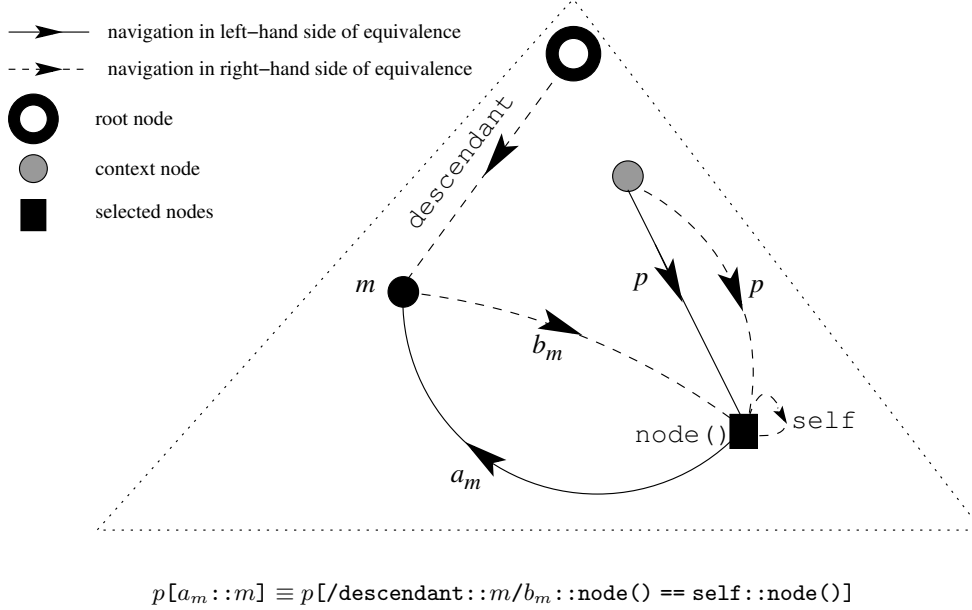 navigation in left−hand side of equivalence
navigation in right−hand side of equivalence
root node
context node
selected nodes
descendant
m
p
p
b_m
node()
self
a_m
p[a_m::m] ≡ p[/descendant::m/b_m::node() == self::node()]